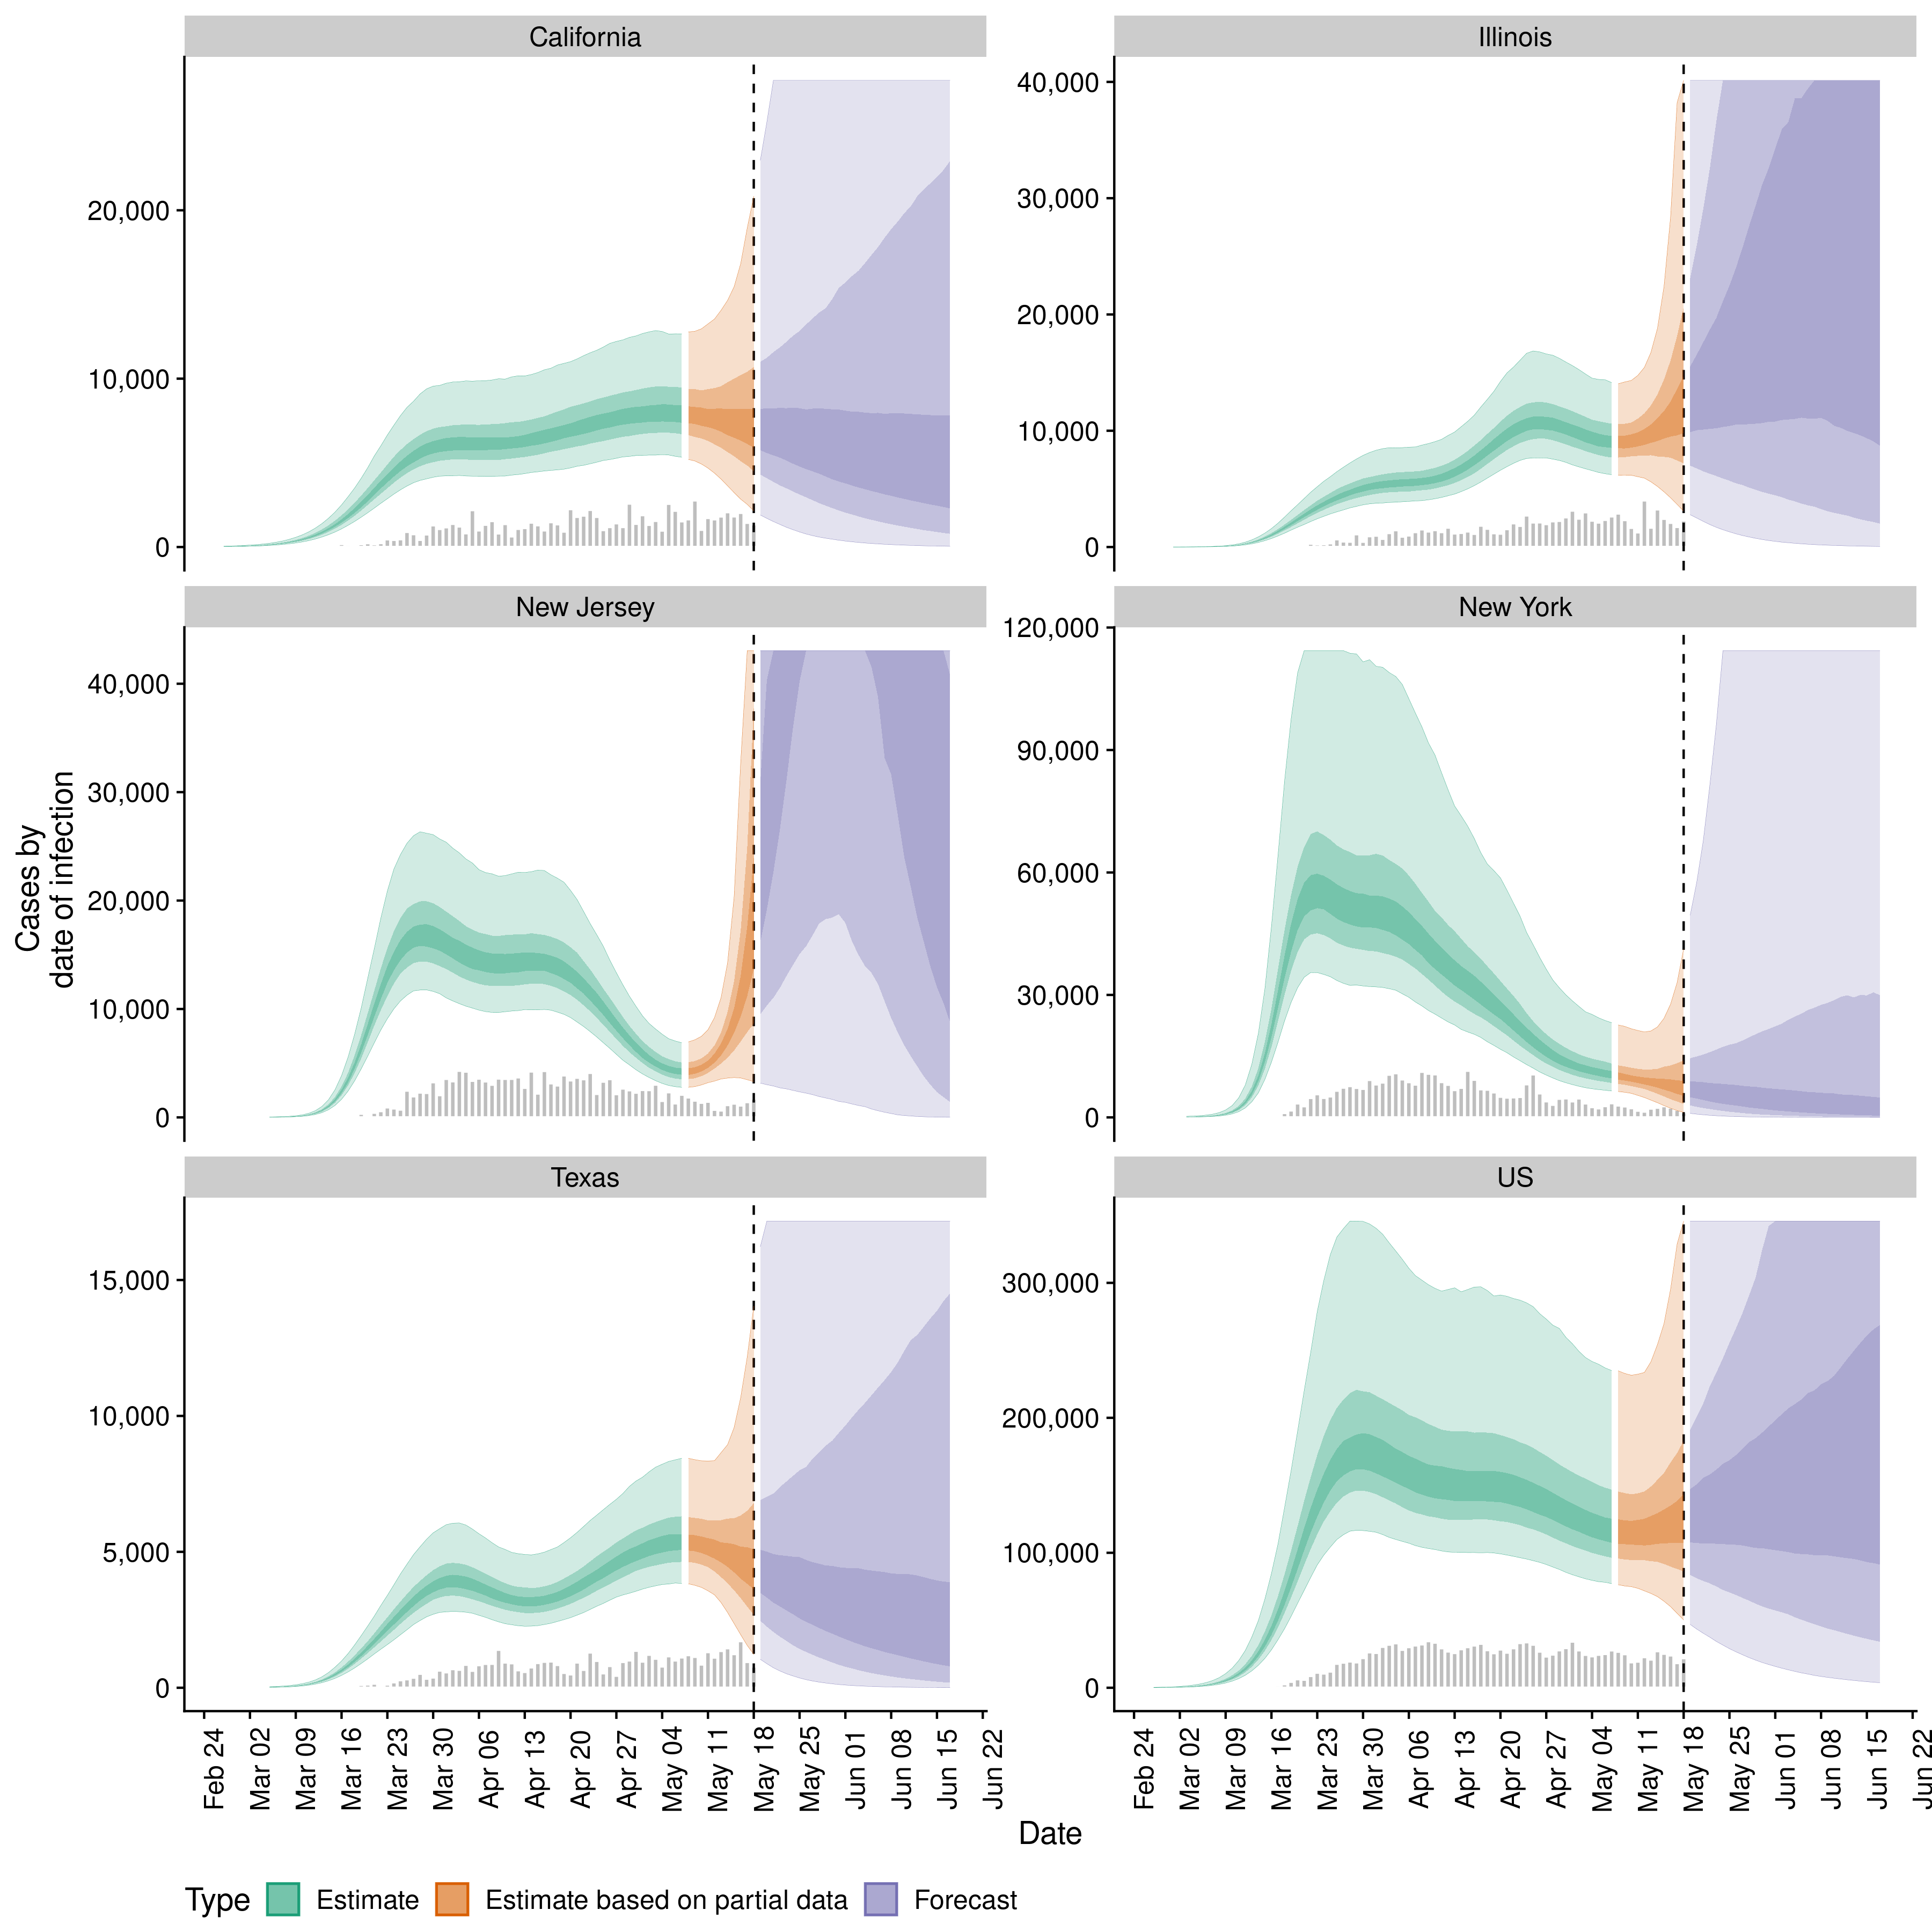 California
Illinois
20,000
10,000
0
40,000
30,000
20,000
10,000
0
New Jersey
New York
40,000
30,000
20,000
10,000
0
120,000
90,000
60,000
30,000
0
Texas
US
15,000
10,000
5,000
0
300,000
200,000
100,000
0
Cases by
date of infection
Feb 24
Mar 02
Mar 09
Mar 16
Mar 23
Mar 30
Apr 06
Apr 13
Apr 20
Apr 27
May 04
May 11
May 18
May 25
Jun 01
Jun 08
Jun 15
Jun 22
Feb 24
Mar 02
Mar 09
Mar 16
Mar 23
Mar 30
Apr 06
Apr 13
Apr 20
Apr 27
May 04
May 11
May 18
May 25
Jun 01
Jun 08
Jun 15
Jun 22
Date
Type Estimate Estimate based on partial data Forecast